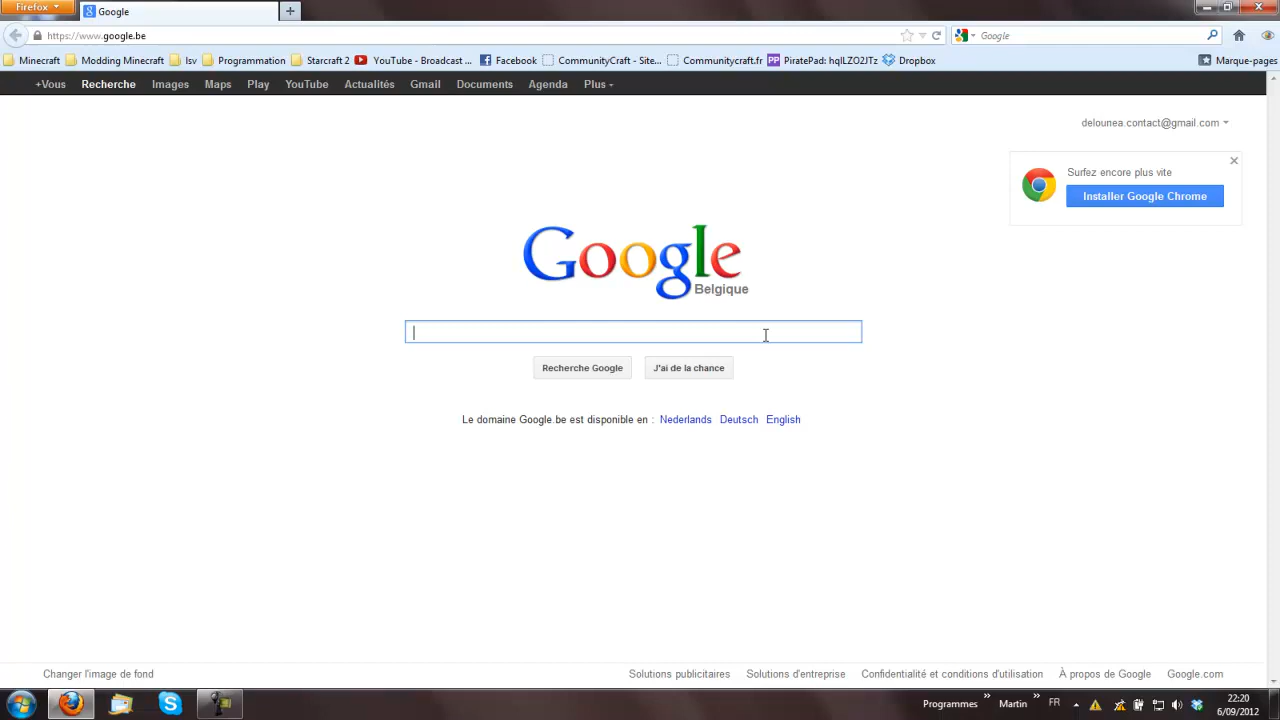 Firefox
Google
https://www.google.be
Google
Minecraft Modding Minecraft lsv Programmation Starcraft 2 YouTube - Broadcast ... Facebook CommunityCraft - Site... Communitycraft.fr PiratePad: hqlLZO2JTz Dropbox Marque-pages
+Vous Recherche Images Maps Play YouTube Actualités Gmail Documents Agenda Plus
delounea.contact@gmail.com
Surfez encore plus vite
Installer Google Chrome
Google
Belgique
Recherche Google J'ai de la chance
Le domaine Google.be est disponible en : Nederlands Deutsch English
Changer l'image de fond Solutions publicitaires Solutions d'entreprise Confidentialité et conditions d'utilisation À propos de Google Google.com
Programmes » Martin » FR 22:20
6/09/2012